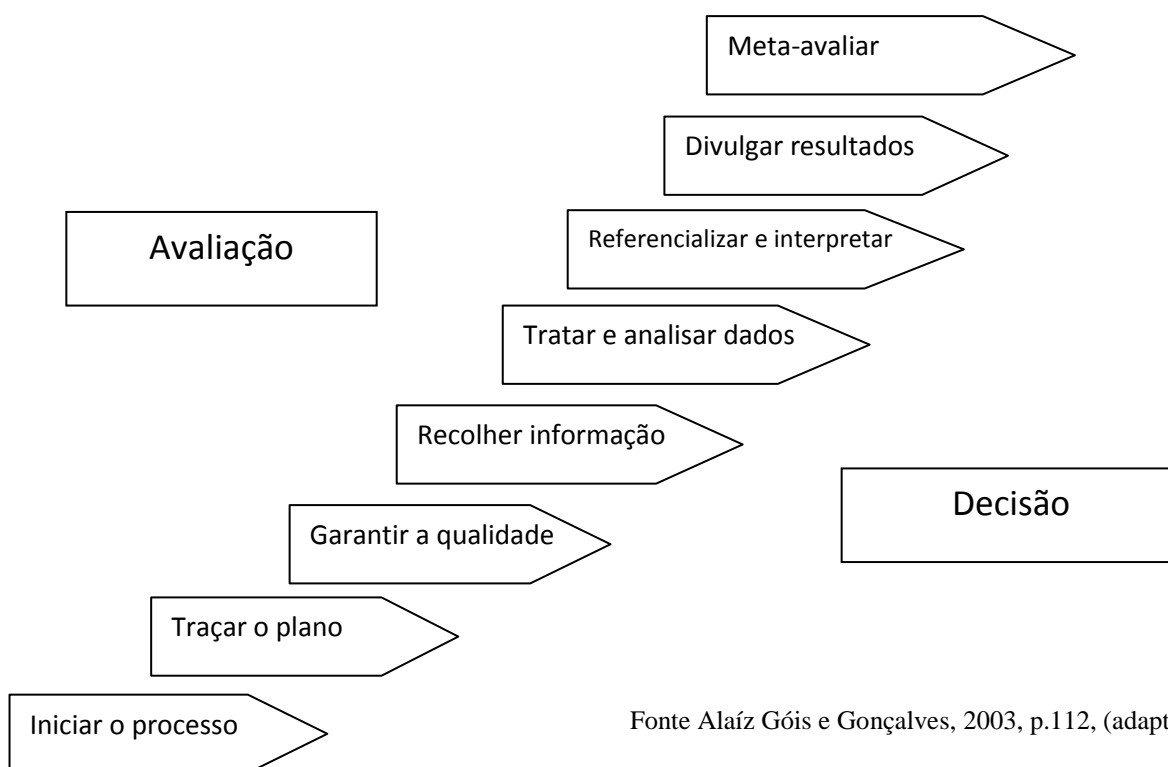 Meta-avaliar
Divulgar resultados
Avaliação
Referencializar e interpretar
Tratar e analisar dados
Recolher informação
Decisão
Garantir a qualidade
Traçar o plano
Iniciar o processo
Fonte Alaíz Góis e Gonçalves, 2003, p.112, (adapt